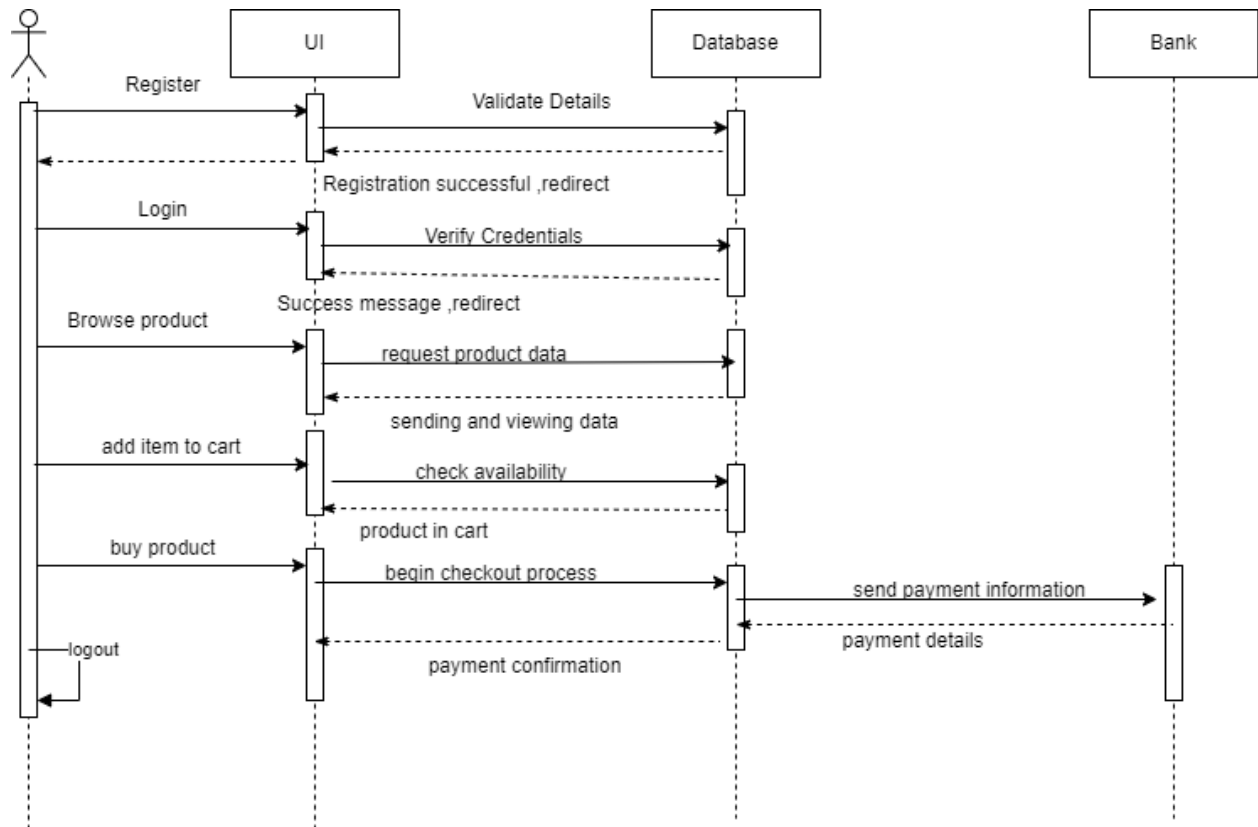 UI
Database
Bank
Register
Validate Details
Registration successful ,redirect
Login
Verify Credentials
Success message ,redirect
Browse product
request product data
sending and viewing data
add item to cart
check availability
product in cart
buy product
begin checkout process
send payment information
payment details
logout
payment confirmation